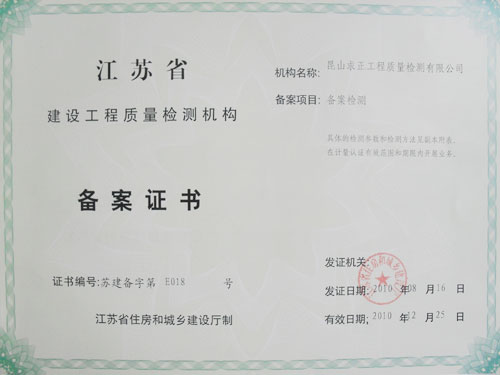 江苏省
建设工程质量检测机构
备案证书
证书编号:苏建备字第 E018 号
江苏省住房和城乡建设厅制
机构名称: 昆山永正工程质量检测有限公司
备案项目: 备案检测
具体的检测参数和检测方法见副本附表,
在计量认证有效范围和期限内开展业务。
发证机关:
发证日期: 2010 年 08 月 16 日
有效日期: 2010 年 12 月 25 日